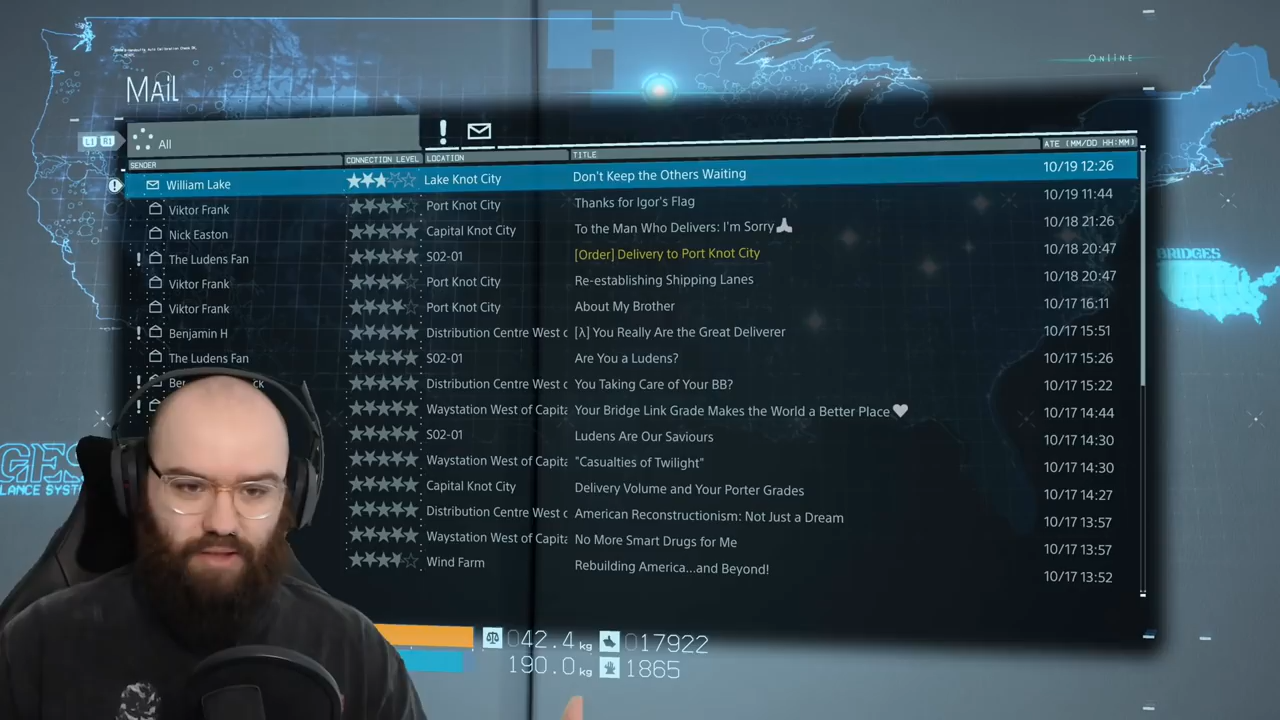 Online
Mail
L1 R1 All
SENDER CONNECTION LEVEL LOCATION TITLE ATE (MM/DD HH:MM)
William Lake Lake Knot City Don't Keep the Others Waiting 10/19 12:26
Viktor Frank Port Knot City Thanks for Igor's Flag 10/19 11:44
Nick Easton Capital Knot City To the Man Who Delivers: I'm Sorry 10/18 21:26
! The Ludens Fan S02-01 [Order] Delivery to Port Knot City 10/18 20:47
Viktor Frank Port Knot City Re-establishing Shipping Lanes 10/18 20:47
Viktor Frank Port Knot City About My Brother 10/17 16:11
! Benjamin H Distribution Centre West c [λ] You Really Are the Great Deliverer 10/17 15:51
The Ludens Fan S02-01 Are You a Ludens? 10/17 15:26
! Be ck Distribution Centre West c You Taking Care of Your BB? 10/17 15:22
! Waystation West of Capita Your Bridge Link Grade Makes the World a Better Place 10/17 14:44
S02-01 Ludens Are Our Saviours 10/17 14:30
Waystation West of Capita "Casualties of Twilight" 10/17 14:30
Capital Knot City Delivery Volume and Your Porter Grades 10/17 14:27
Distribution Centre West c American Reconstructionism: Not Just a Dream 10/17 13:57
Waystation West of Capita No More Smart Drugs for Me 10/17 13:57
Wind Farm Rebuilding America...and Beyond! 10/17 13:52
BRIDGES
GES
LANCE SYST
042.4 kg 017922
190.0 kg 1865